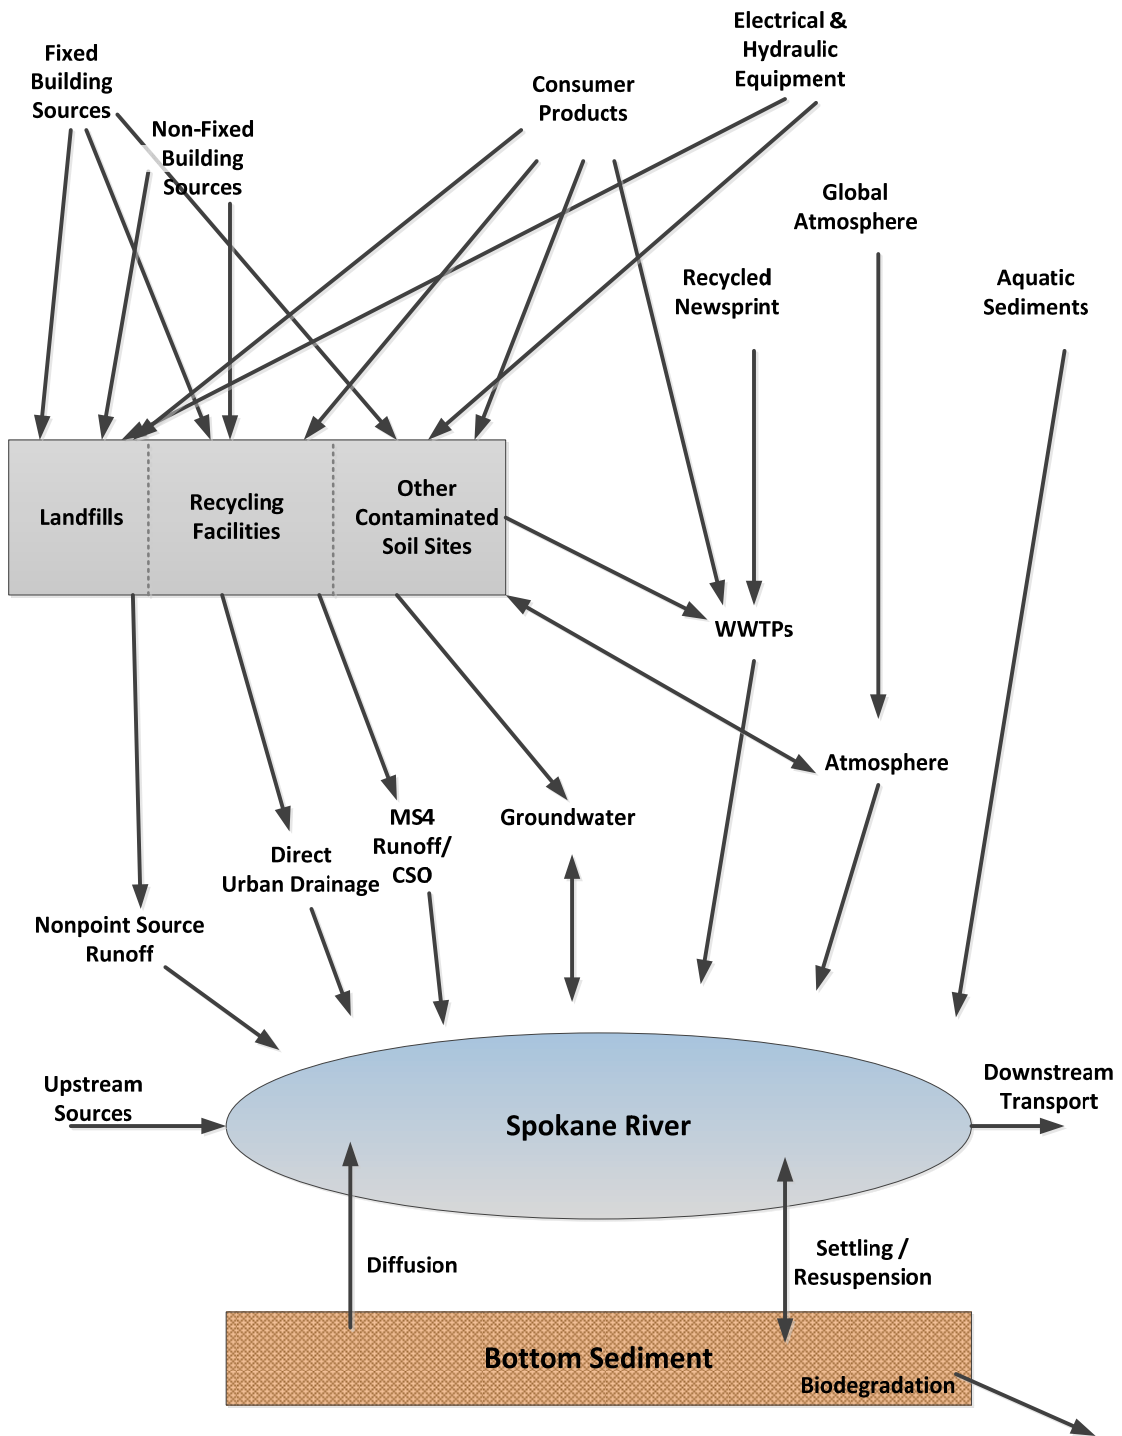 Electrical &
Hydraulic
Equipment
Fixed
Building
Sources
Consumer
Products
Non-Fixed
Building
Sources
Global
Atmosphere
Recycled
Newsprint
Aquatic
Sediments
Landfills
Recycling
Facilities
Other
Contaminated
Soil Sites
WWTPs
Atmosphere
MS4
Runoff/
CSO
Groundwater
Direct
Urban Drainage
Nonpoint Source
Runoff
Upstream
Sources
Downstream
Transport
Spokane River
Diffusion
Settling /
Resuspension
Bottom Sediment
Biodegradation